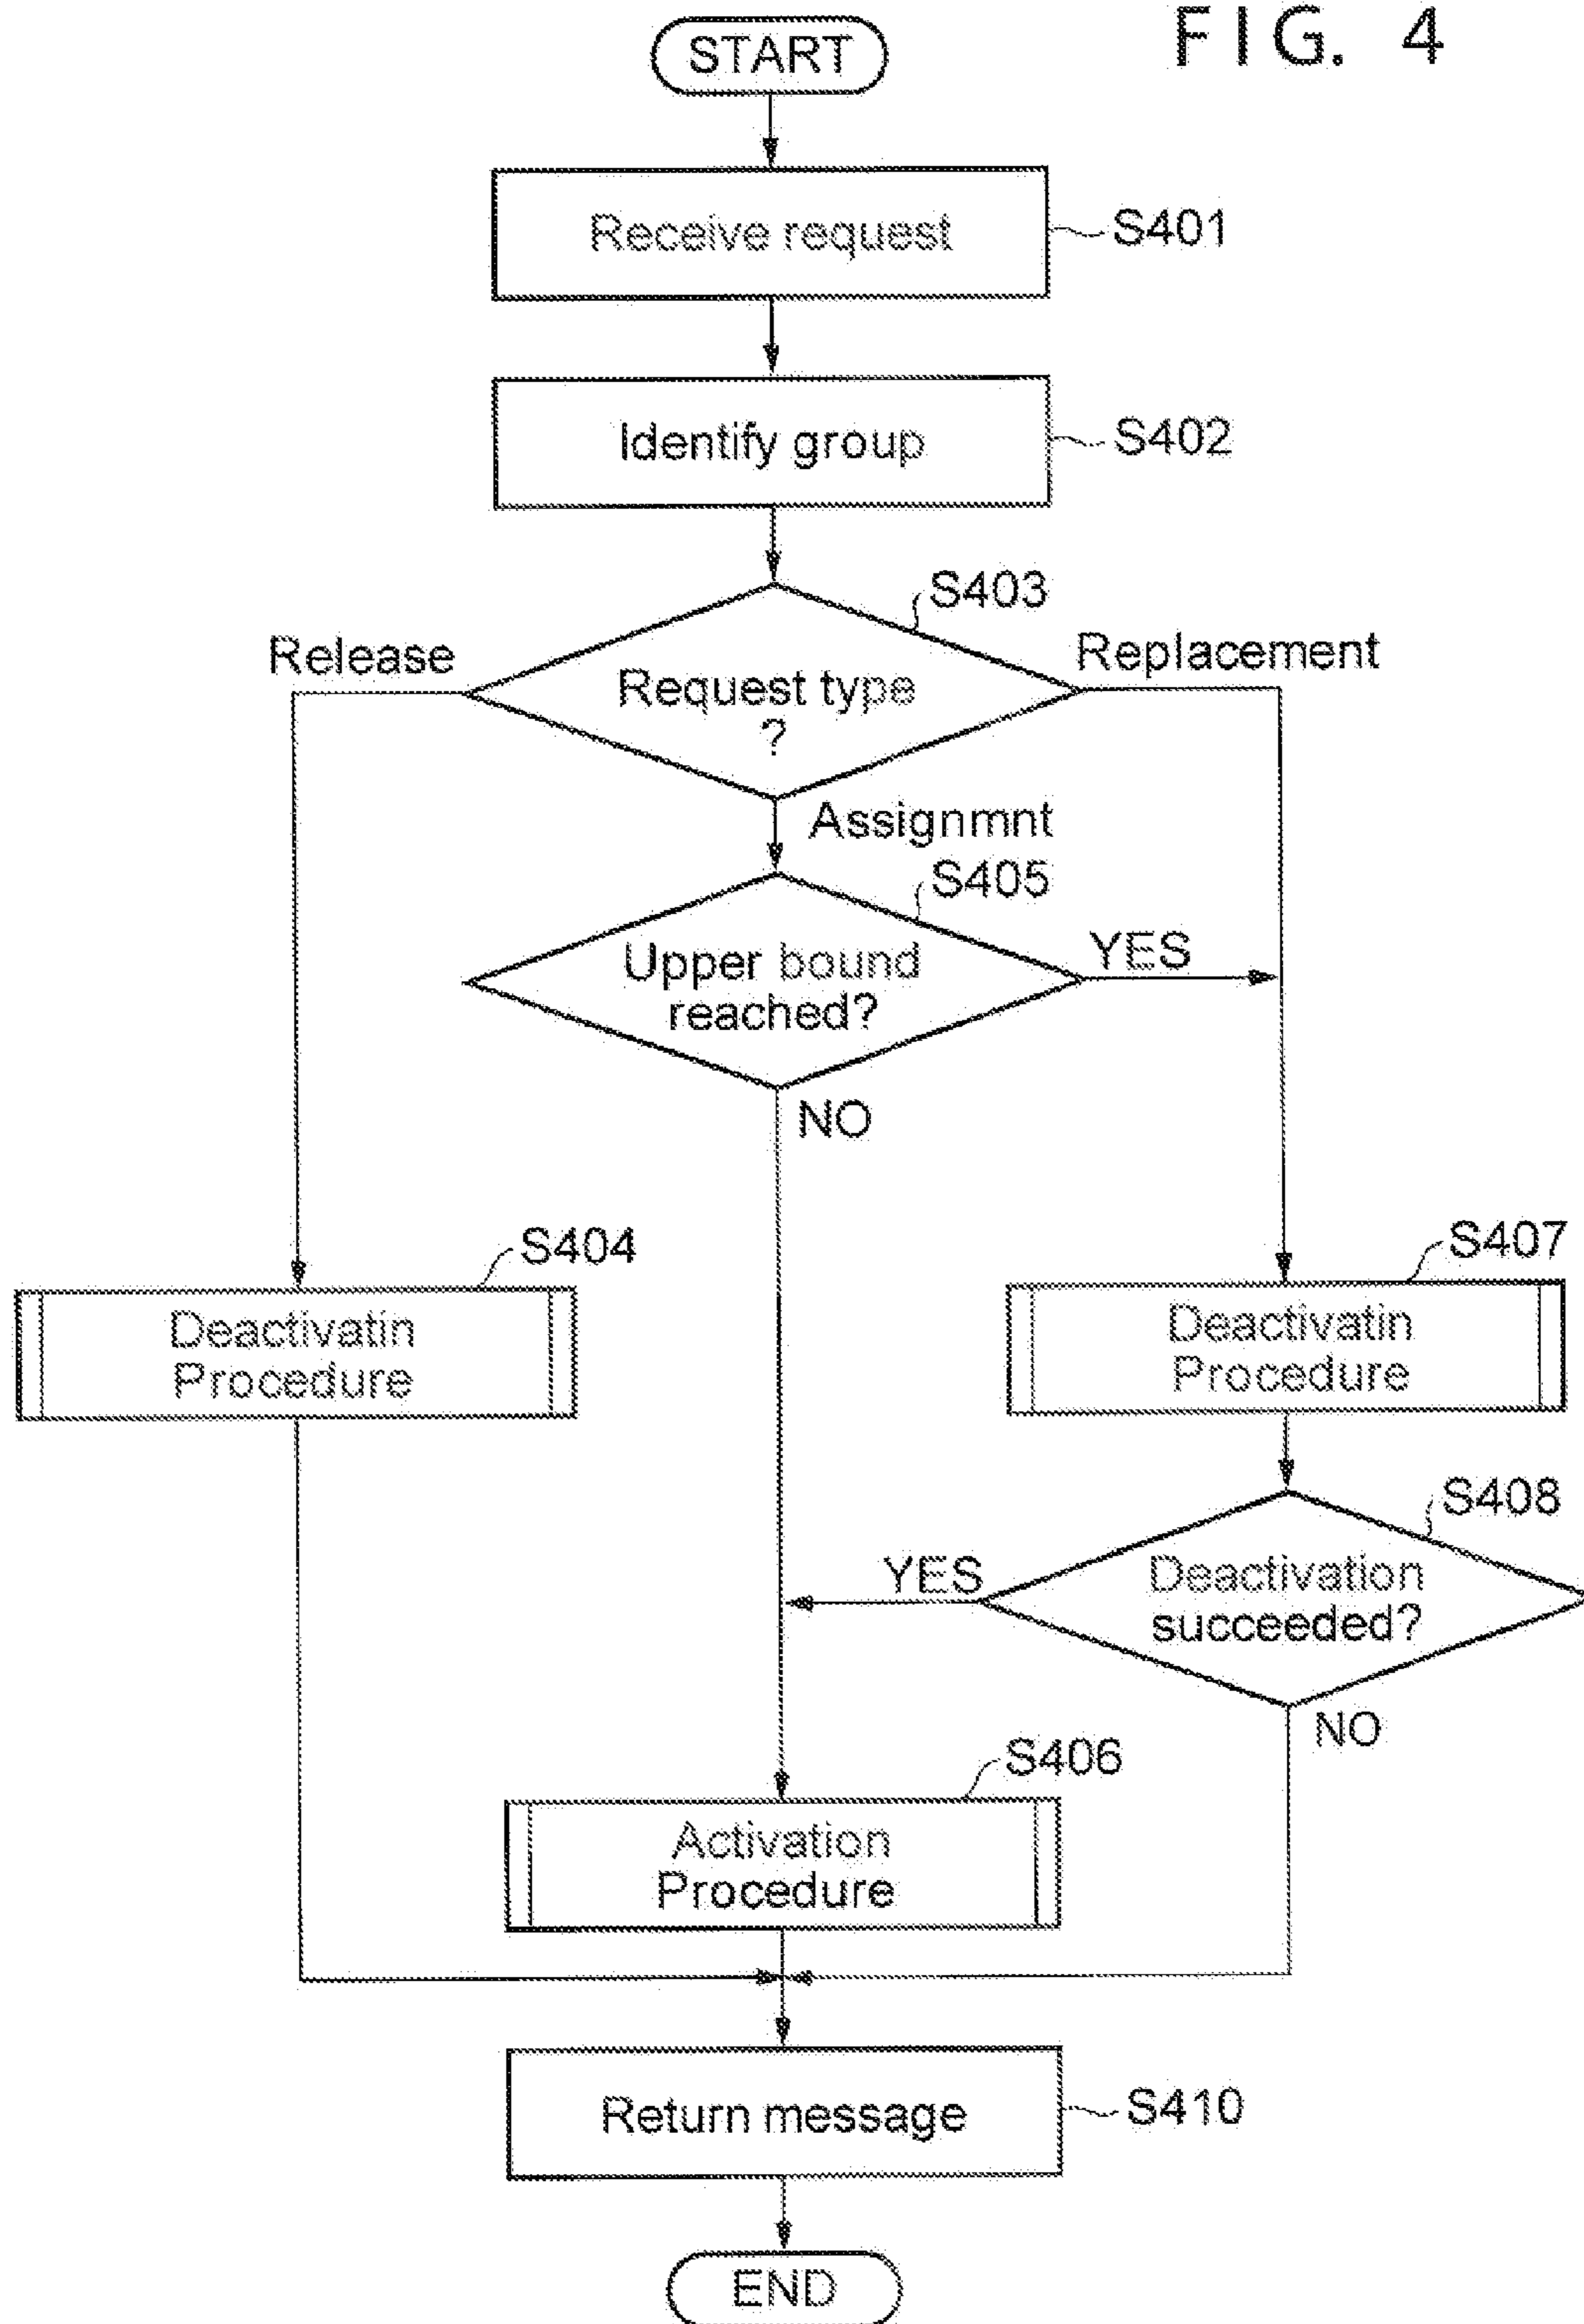 FIG. 4
START
Receive request
S401
Identify group
S402
S403
Release
Replacement
Request type
?
Assignmnt
S405
Upper bound
reached?
YES
NO
S404
Deactivatin
Procedure
S407
Deactivatin
Procedure
S408
Deactivation
succeeded?
YES
NO
S406
Activation
Procedure
Return message
S410
END